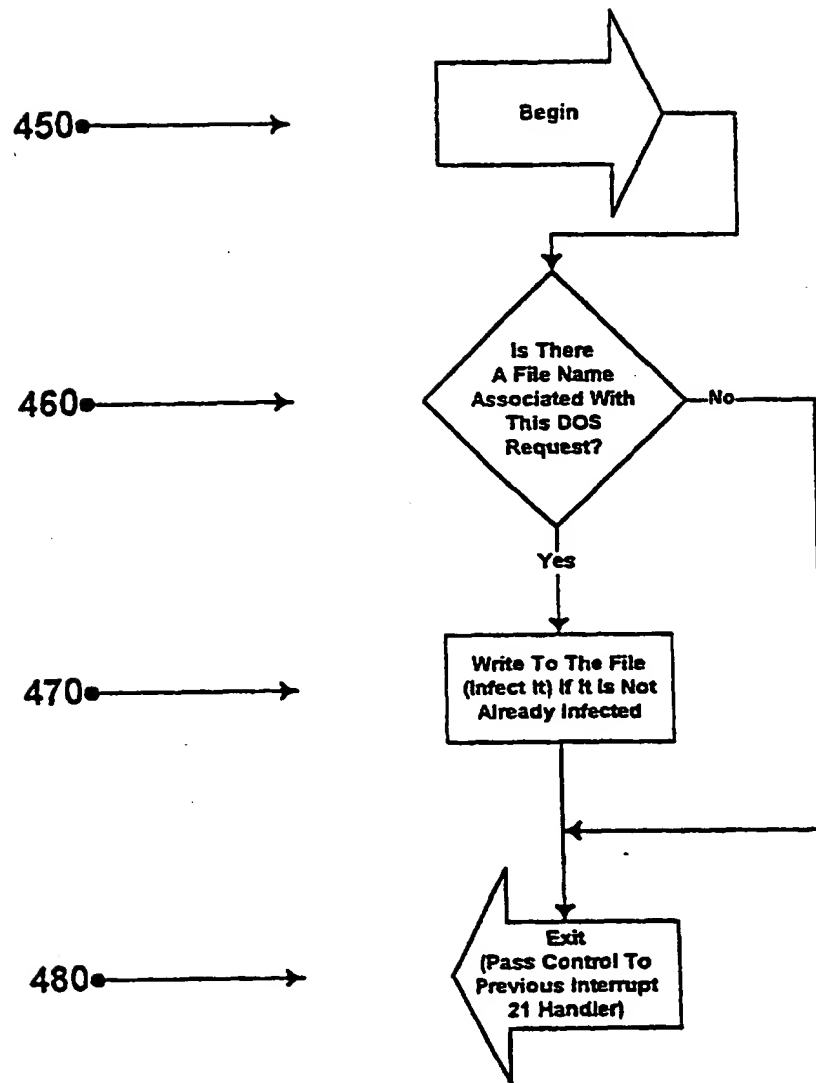 450
Begin
460
Is There
A File Name
Associated With
This DOS
Request?
No
Yes
470
Write To The File
(Infect It) If It Is Not
Already Infected
480
Exit
(Pass Control To
Previous Interrupt
21 Handler)